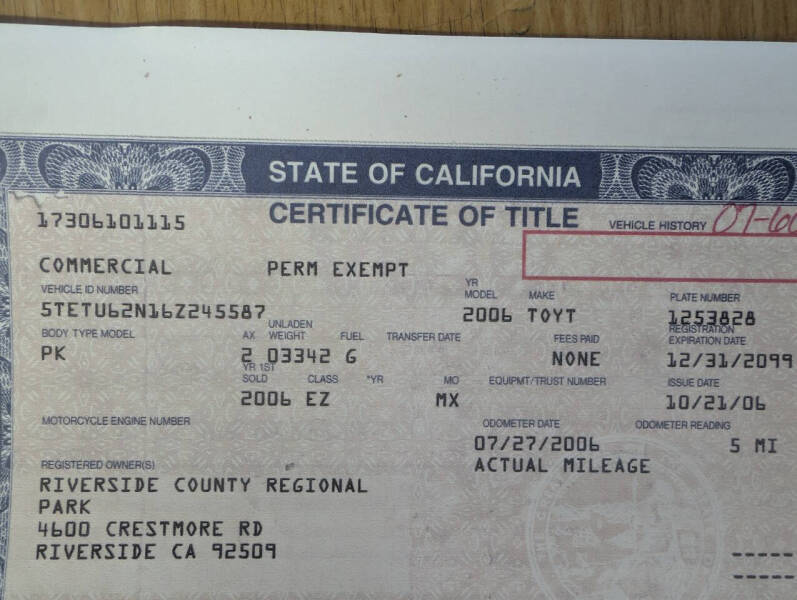 STATE OF CALIFORNIA
CERTIFICATE OF TITLE
17306101115
VEHICLE HISTORY
COMMERCIAL PERM EXEMPT
VEHICLE ID NUMBER YR MODEL MAKE PLATE NUMBER
5TETU62N16Z245587 2006 TOYT 1253828
BODY TYPE MODEL AX UNLADEN WEIGHT FUEL TRANSFER DATE FEES PAID REGISTRATION EXPIRATION DATE
PK 2 03342 G NONE 12/31/2099
YR 1ST SOLD CLASS *YR MO EQUIPMT/TRUST NUMBER ISSUE DATE
2006 EZ MX 10/21/06
MOTORCYCLE ENGINE NUMBER ODOMETER DATE ODOMETER READING
07/27/2006 5 MI
ACTUAL MILEAGE
REGISTERED OWNER(S)
RIVERSIDE COUNTY REGIONAL
PARK
4600 CRESTMORE RD
RIVERSIDE CA 92509